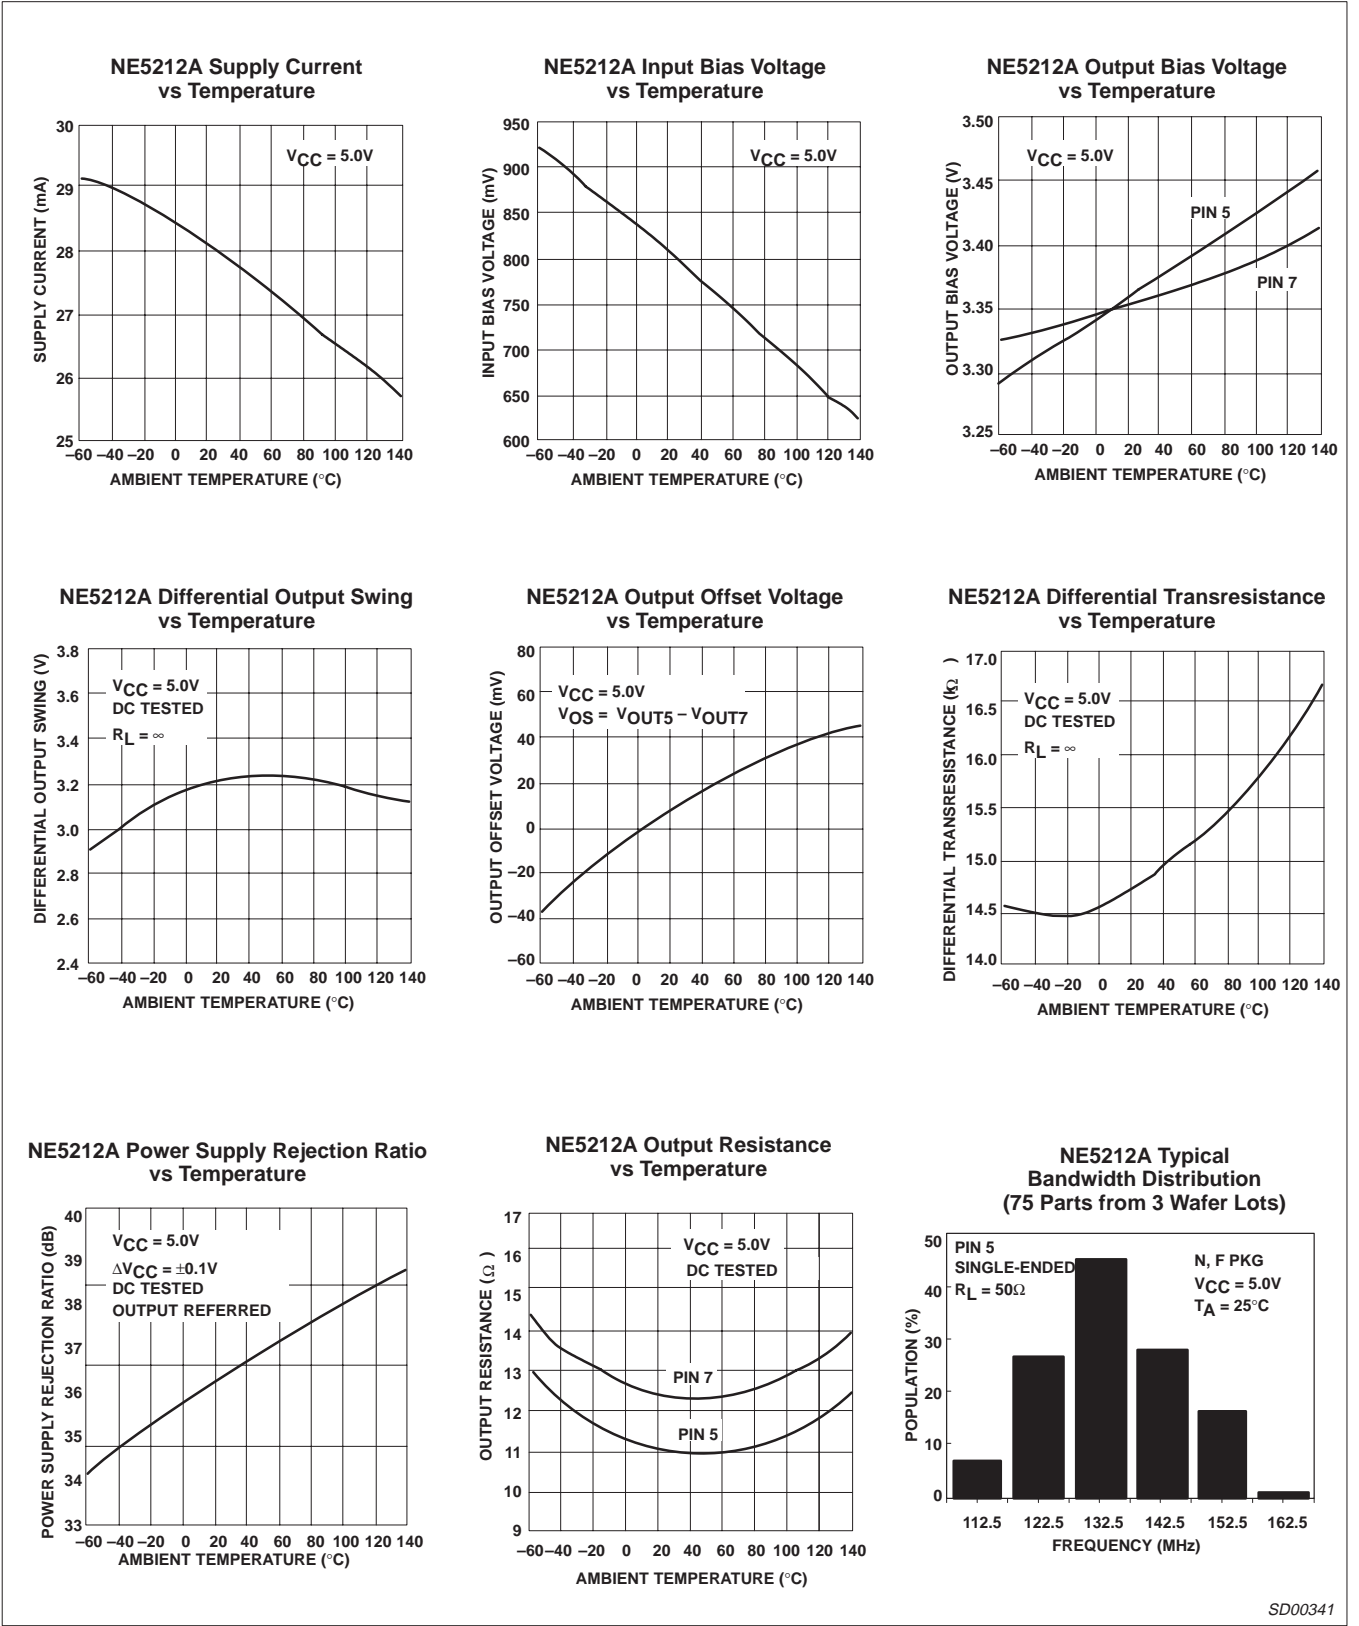 NE5212A Supply Current
vs Temperature
30
29
28
27
26
25
SUPPLY CURRENT (mA)
VCC = 5.0V
–60 –40 –20 0 20 40 60 80 100 120 140
AMBIENT TEMPERATURE (°C)
NE5212A Input Bias Voltage
vs Temperature
950
900
850
800
750
700
650
600
INPUT BIAS VOLTAGE (mV)
VCC = 5.0V
–60 –40 –20 0 20 40 60 80 100 120 140
AMBIENT TEMPERATURE (°C)
NE5212A Output Bias Voltage
vs Temperature
3.50
3.45
3.40
3.35
3.30
3.25
OUTPUT BIAS VOLTAGE (V)
VCC = 5.0V
PIN 5
PIN 7
–60 –40 –20 0 20 40 60 80 100 120 140
AMBIENT TEMPERATURE (°C)
NE5212A Differential Output Swing
vs Temperature
3.8
3.6
3.4
3.2
3.0
2.8
2.6
2.4
DIFFERENTIAL OUTPUT SWING (V)
VCC = 5.0V
DC TESTED
RL = ∞
–60 –40 –20 0 20 40 60 80 100 120 140
AMBIENT TEMPERATURE (°C)
NE5212A Output Offset Voltage
vs Temperature
80
60
40
20
0
–20
–40
–60
OUTPUT OFFSET VOLTAGE (mV)
VCC = 5.0V
VOS = VOUT5 – VOUT7
–60 –40 –20 0 20 40 60 80 100 120 140
AMBIENT TEMPERATURE (°C)
NE5212A Differential Transresistance
vs Temperature
17.0
16.5
16.0
15.5
15.0
14.5
14.0
DIFFERENTIAL TRANSRESISTANCE (kΩ )
VCC = 5.0V
DC TESTED
RL = ∞
–60 –40 –20 0 20 40 60 80 100 120 140
AMBIENT TEMPERATURE (°C)
NE5212A Power Supply Rejection Ratio
vs Temperature
40
39
38
37
36
35
34
33
POWER SUPPLY REJECTION RATIO (dB)
VCC = 5.0V
ΔVCC = ±0.1V
DC TESTED
OUTPUT REFERRED
–60 –40 –20 0 20 40 60 80 100 120 140
AMBIENT TEMPERATURE (°C)
NE5212A Output Resistance
vs Temperature
17
16
15
14
13
12
11
10
9
OUTPUT RESISTANCE (Ω )
VCC = 5.0V
DC TESTED
PIN 7
PIN 5
–60 –40 –20 0 20 40 60 80 100 120 140
AMBIENT TEMPERATURE (°C)
NE5212A Typical
Bandwidth Distribution
(75 Parts from 3 Wafer Lots)
50
40
30
20
10
0
POPULATION (%)
PIN 5
SINGLE-ENDED
RL = 50Ω
N, F PKG
VCC = 5.0V
TA = 25°C
112.5 122.5 132.5 142.5 152.5 162.5
FREQUENCY (MHz)
SD00341